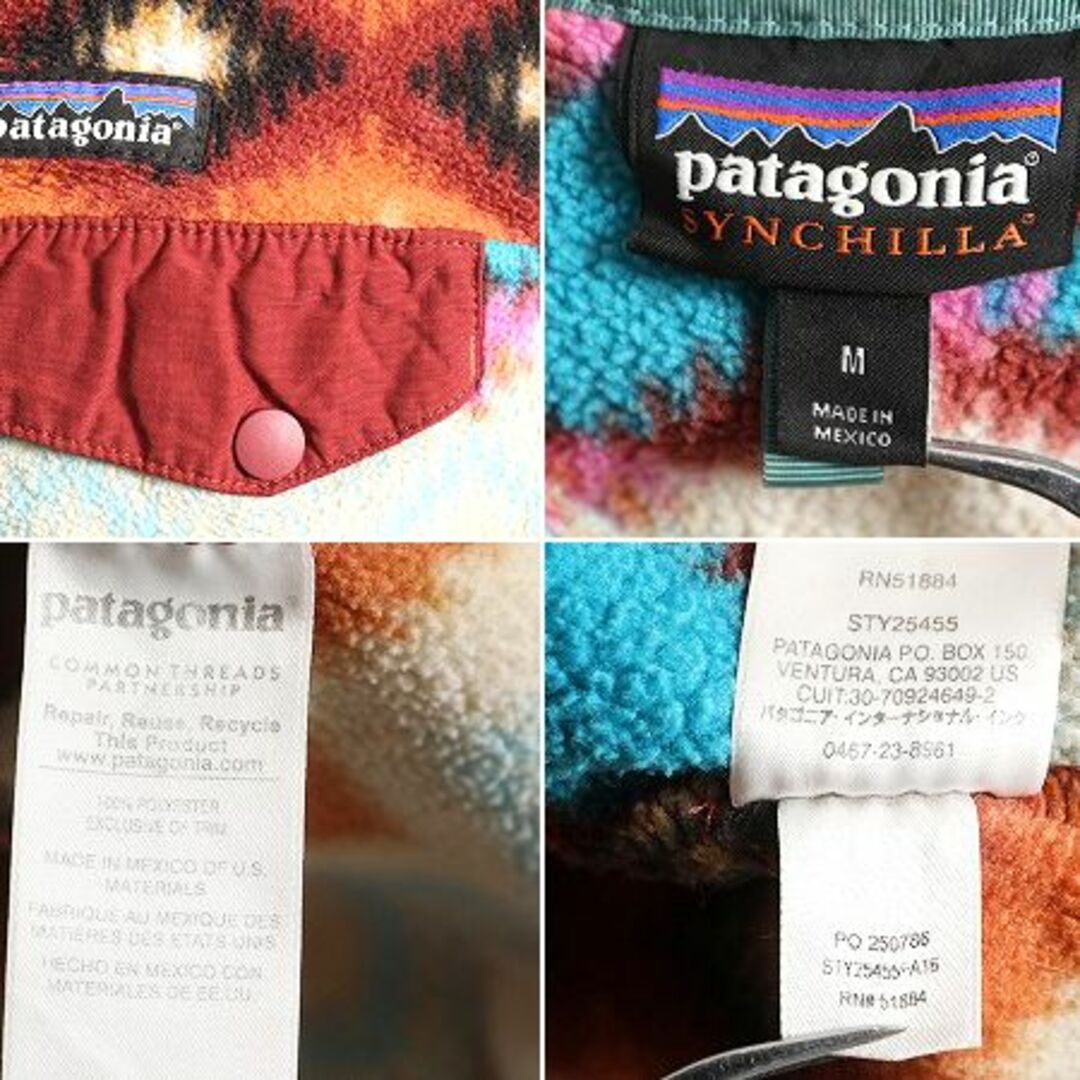 patagonia®
patagonia®
SYNCHILLA®
M
MADE IN
MEXICO
patagonia®
COMMON THREADS
PARTNERSHIP
Repair, Reuse, Recycle
This Product
www.patagonia.com
100% POLYESTER
EXCLUSIVE OF TRIM
MADE IN MEXICO OF U.S.
MATERIALS
FABRIQUE AU MEXIQUE DES
MATIERES DES STATS UNIS
HECHO EN MEXICO CON
MATERIALES DE EE.UU.
RN51884
STY25455
PATAGONIA P.O. BOX 150
VENTURA, CA 93002 US
CUIT:30-70924649-2
パタゴニア・インターナショナル・インク
0467-23-8961
PO 250786
STY25455-A16
RN# 51884